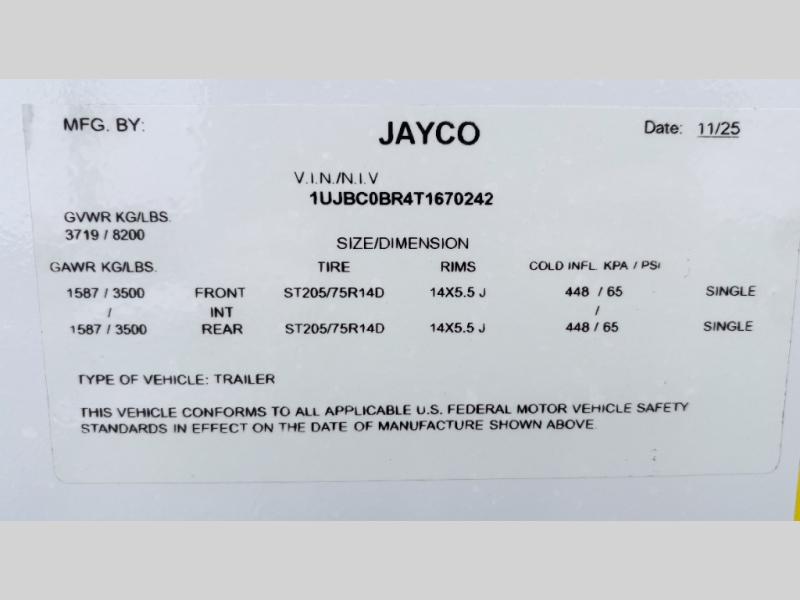 MFG. BY: JAYCO Date: 11/25
V.I.N./N.I.V
1UJBC0BR4T1670242
GVWR KG/LBS.
3719 / 8200
SIZE/DIMENSION
GAWR KG/LBS. TIRE RIMS COLD INFL. KPA / PSI
1587 / 3500 FRONT ST205/75R14D 14X5.5 J 448 / 65 SINGLE
/ INT /
1587 / 3500 REAR ST205/75R14D 14X5.5 J 448 / 65 SINGLE
TYPE OF VEHICLE: TRAILER
THIS VEHICLE CONFORMS TO ALL APPLICABLE U.S. FEDERAL MOTOR VEHICLE SAFETY
STANDARDS IN EFFECT ON THE DATE OF MANUFACTURE SHOWN ABOVE.